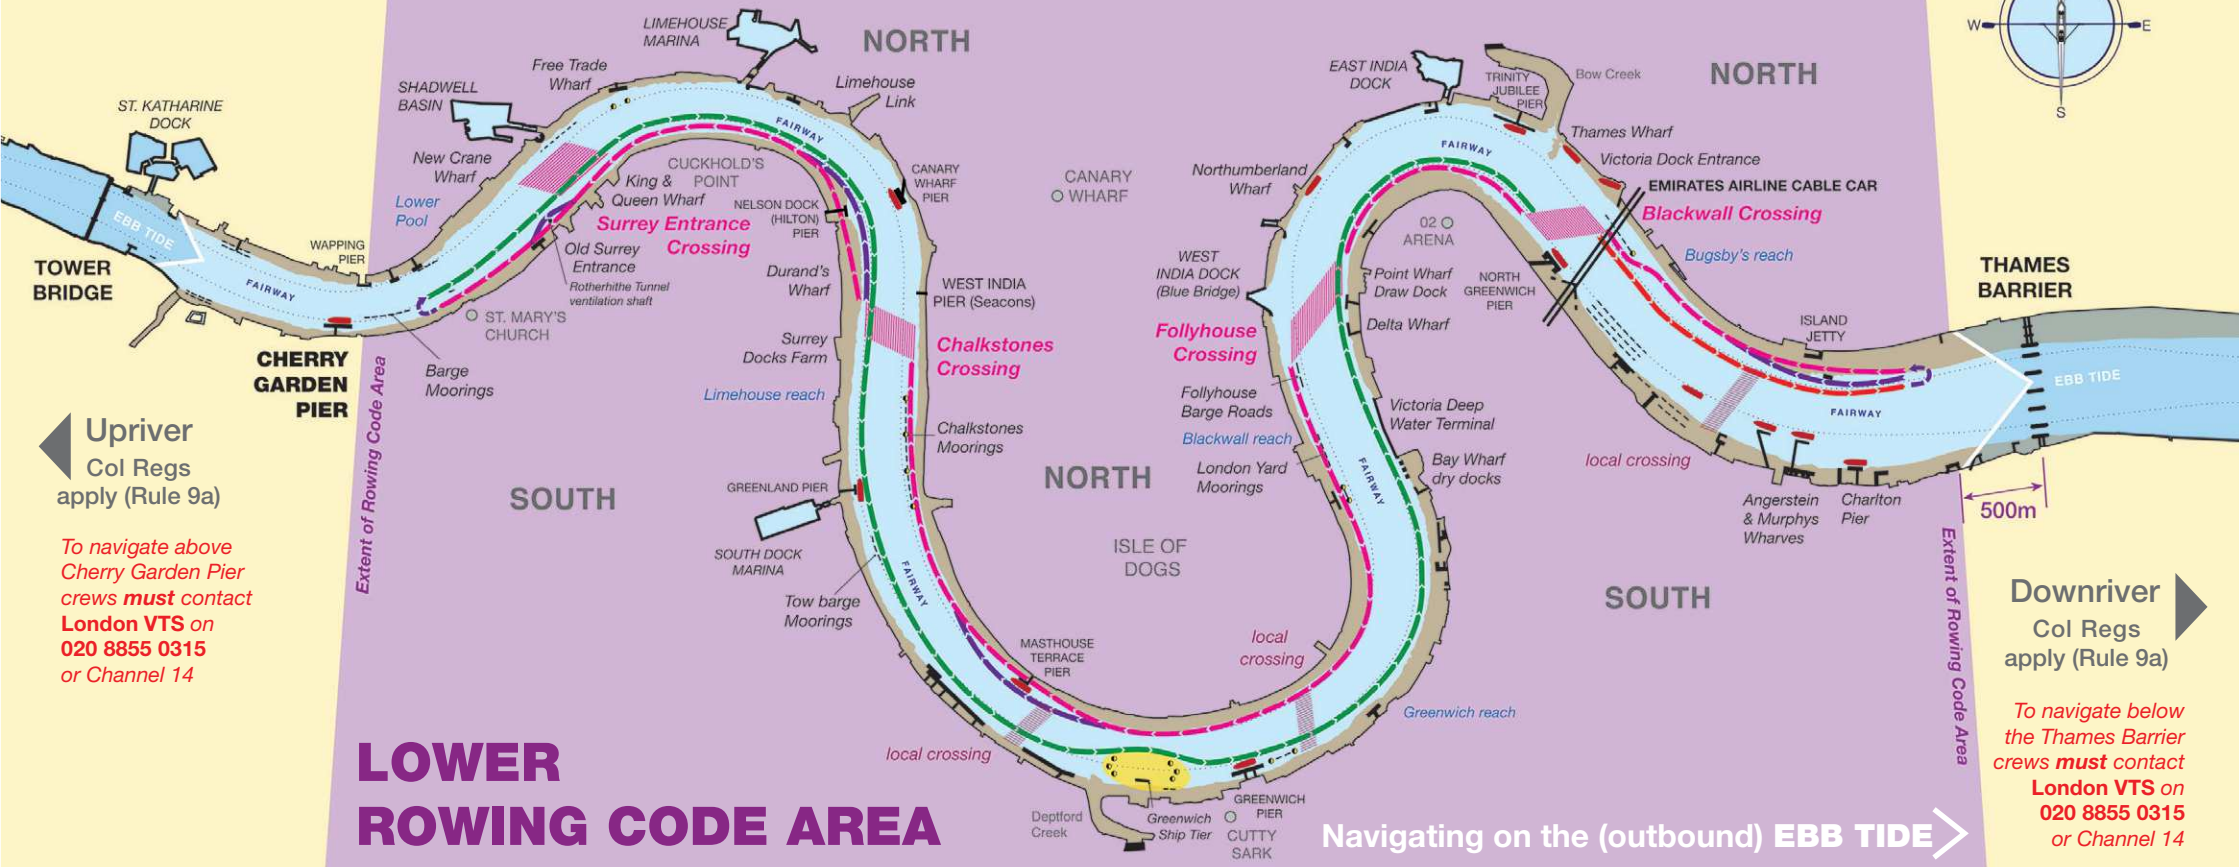 LIMEHOUSE
MARINA
NORTH
Free Trade
Wharf
SHADWELL
BASIN
Limehouse
Link
ST. KATHARINE
DOCK
FAIRWAY
New Crane
Wharf
CUCKHOLD'S
POINT
King &
Queen Wharf
CANARY
WHARF
PIER
CANARY
WHARF
Lower
Pool
EBB TIDE
NELSON DOCK
(HILTON)
PIER
Surrey Entrance
Crossing
WAPPING
PIER
TOWER
BRIDGE
FAIRWAY
Old Surrey
Entrance
Rotherhithe Tunnel
ventilation shaft
Durand's
Wharf
WEST INDIA
PIER (Seacons)
ST. MARY'S
CHURCH
CHERRY
GARDEN
PIER
Barge
Moorings
Surrey
Docks Farm
Chalkstones
Crossing
Limehouse reach
Chalkstones
Moorings
Upriver
Col Regs
apply (Rule 9a)
To navigate above
Cherry Garden Pier
crews must contact
London VTS on
020 8855 0315
or Channel 14
Extent of Rowing Code Area
SOUTH
NORTH
GREENLAND PIER
SOUTH DOCK
MARINA
Tow barge
Moorings
FAIRWAY
ISLE OF
DOGS
MASTHOUSE
TERRACE
PIER
local
crossing
local crossing
LOWER
ROWING CODE AREA
Deptford
Creek
Greenwich
Ship Tier
GREENWICH
PIER
CUTTY
SARK
Greenwich reach
EAST INDIA
DOCK
TRINITY
JUBILEE
PIER
Bow Creek
NORTH
W
E
S
FAIRWAY
Thames Wharf
Victoria Dock Entrance
Northumberland
Wharf
EMIRATES AIRLINE CABLE CAR
Blackwall Crossing
02
ARENA
Bugsby's reach
WEST
INDIA DOCK
(Blue Bridge)
Point Wharf
Draw Dock
NORTH
GREENWICH
PIER
THAMES
BARRIER
Follyhouse
Crossing
Delta Wharf
ISLAND
JETTY
EBB TIDE
Follyhouse
Barge Roads
Victoria Deep
Water Terminal
FAIRWAY
Blackwall reach
London Yard
Moorings
FAIRWAY
Bay Wharf
dry docks
local crossing
Angerstein
& Murphys
Wharves
Charlton
Pier
500m
SOUTH
Extent of Rowing Code Area
Downriver
Col Regs
apply (Rule 9a)
To navigate below
the Thames Barrier
crews must contact
London VTS on
020 8855 0315
or Channel 14
Navigating on the (outbound) EBB TIDE